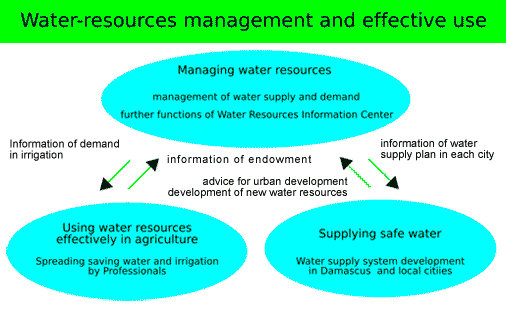 Water-resources management and effective use
Managing water resources
management of water supply and demand
further functions of Water Resources Information Center
Information of demand
in irrigation
information of endowment
information of water
supply plan in each city
advice for urban development
development of new water resources
Using water resources
effectively in agriculture
Spreading saving water and irrigation
by Professionals
Supplying safe water
Water supply system development
in Damascus and local citiies